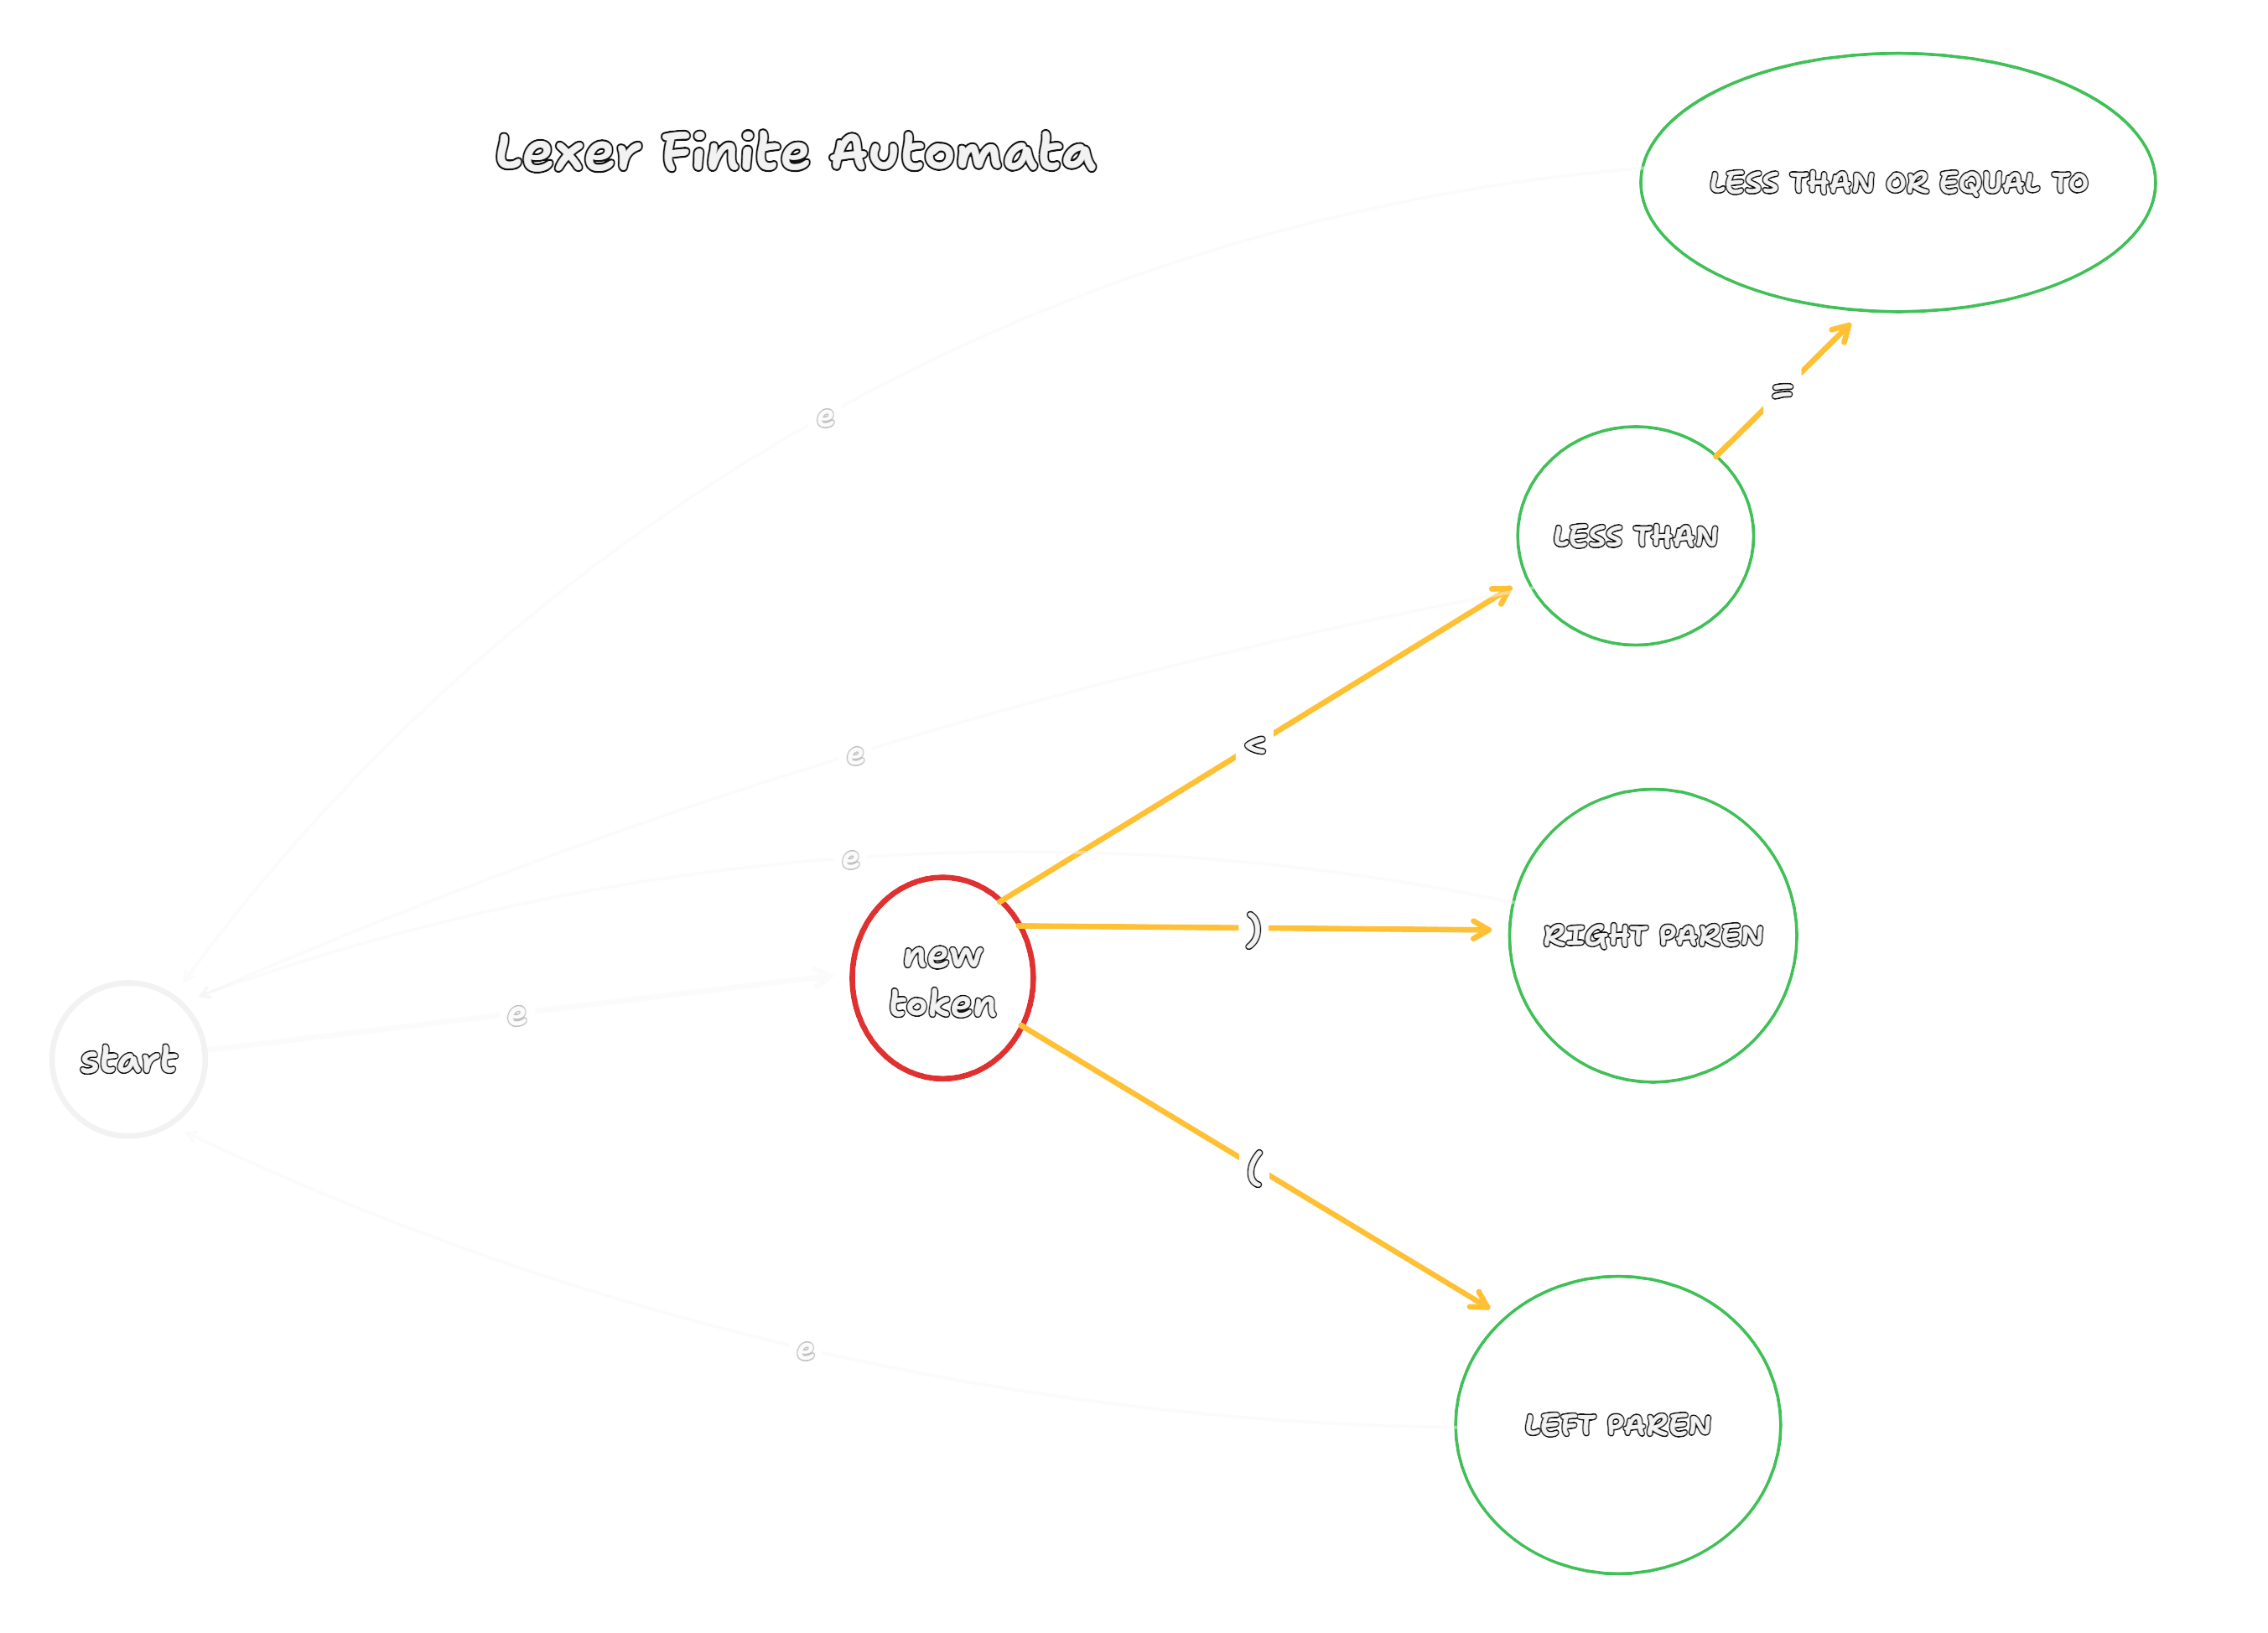 Lexer Finite Automata
LESS THAN OR EQUAL TO
=
e
LESS THAN
<
e
e
)
RIGHT PAREN
new
token
e
start
(
e
LEFT PAREN